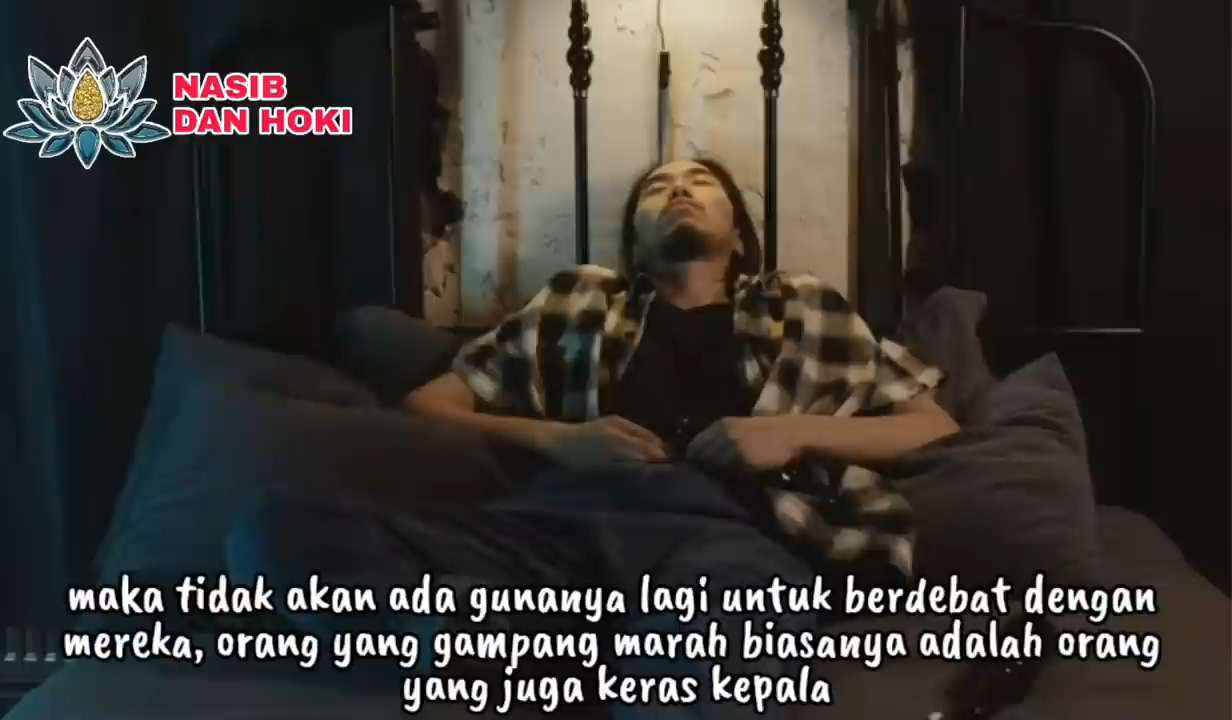 NASIB
DAN HOKI
maka tidak akan ada gunanya lagi untuk berdebat dengan
mereka, orang yang gampang marah biasanya adalah orang
yang juga keras kepala